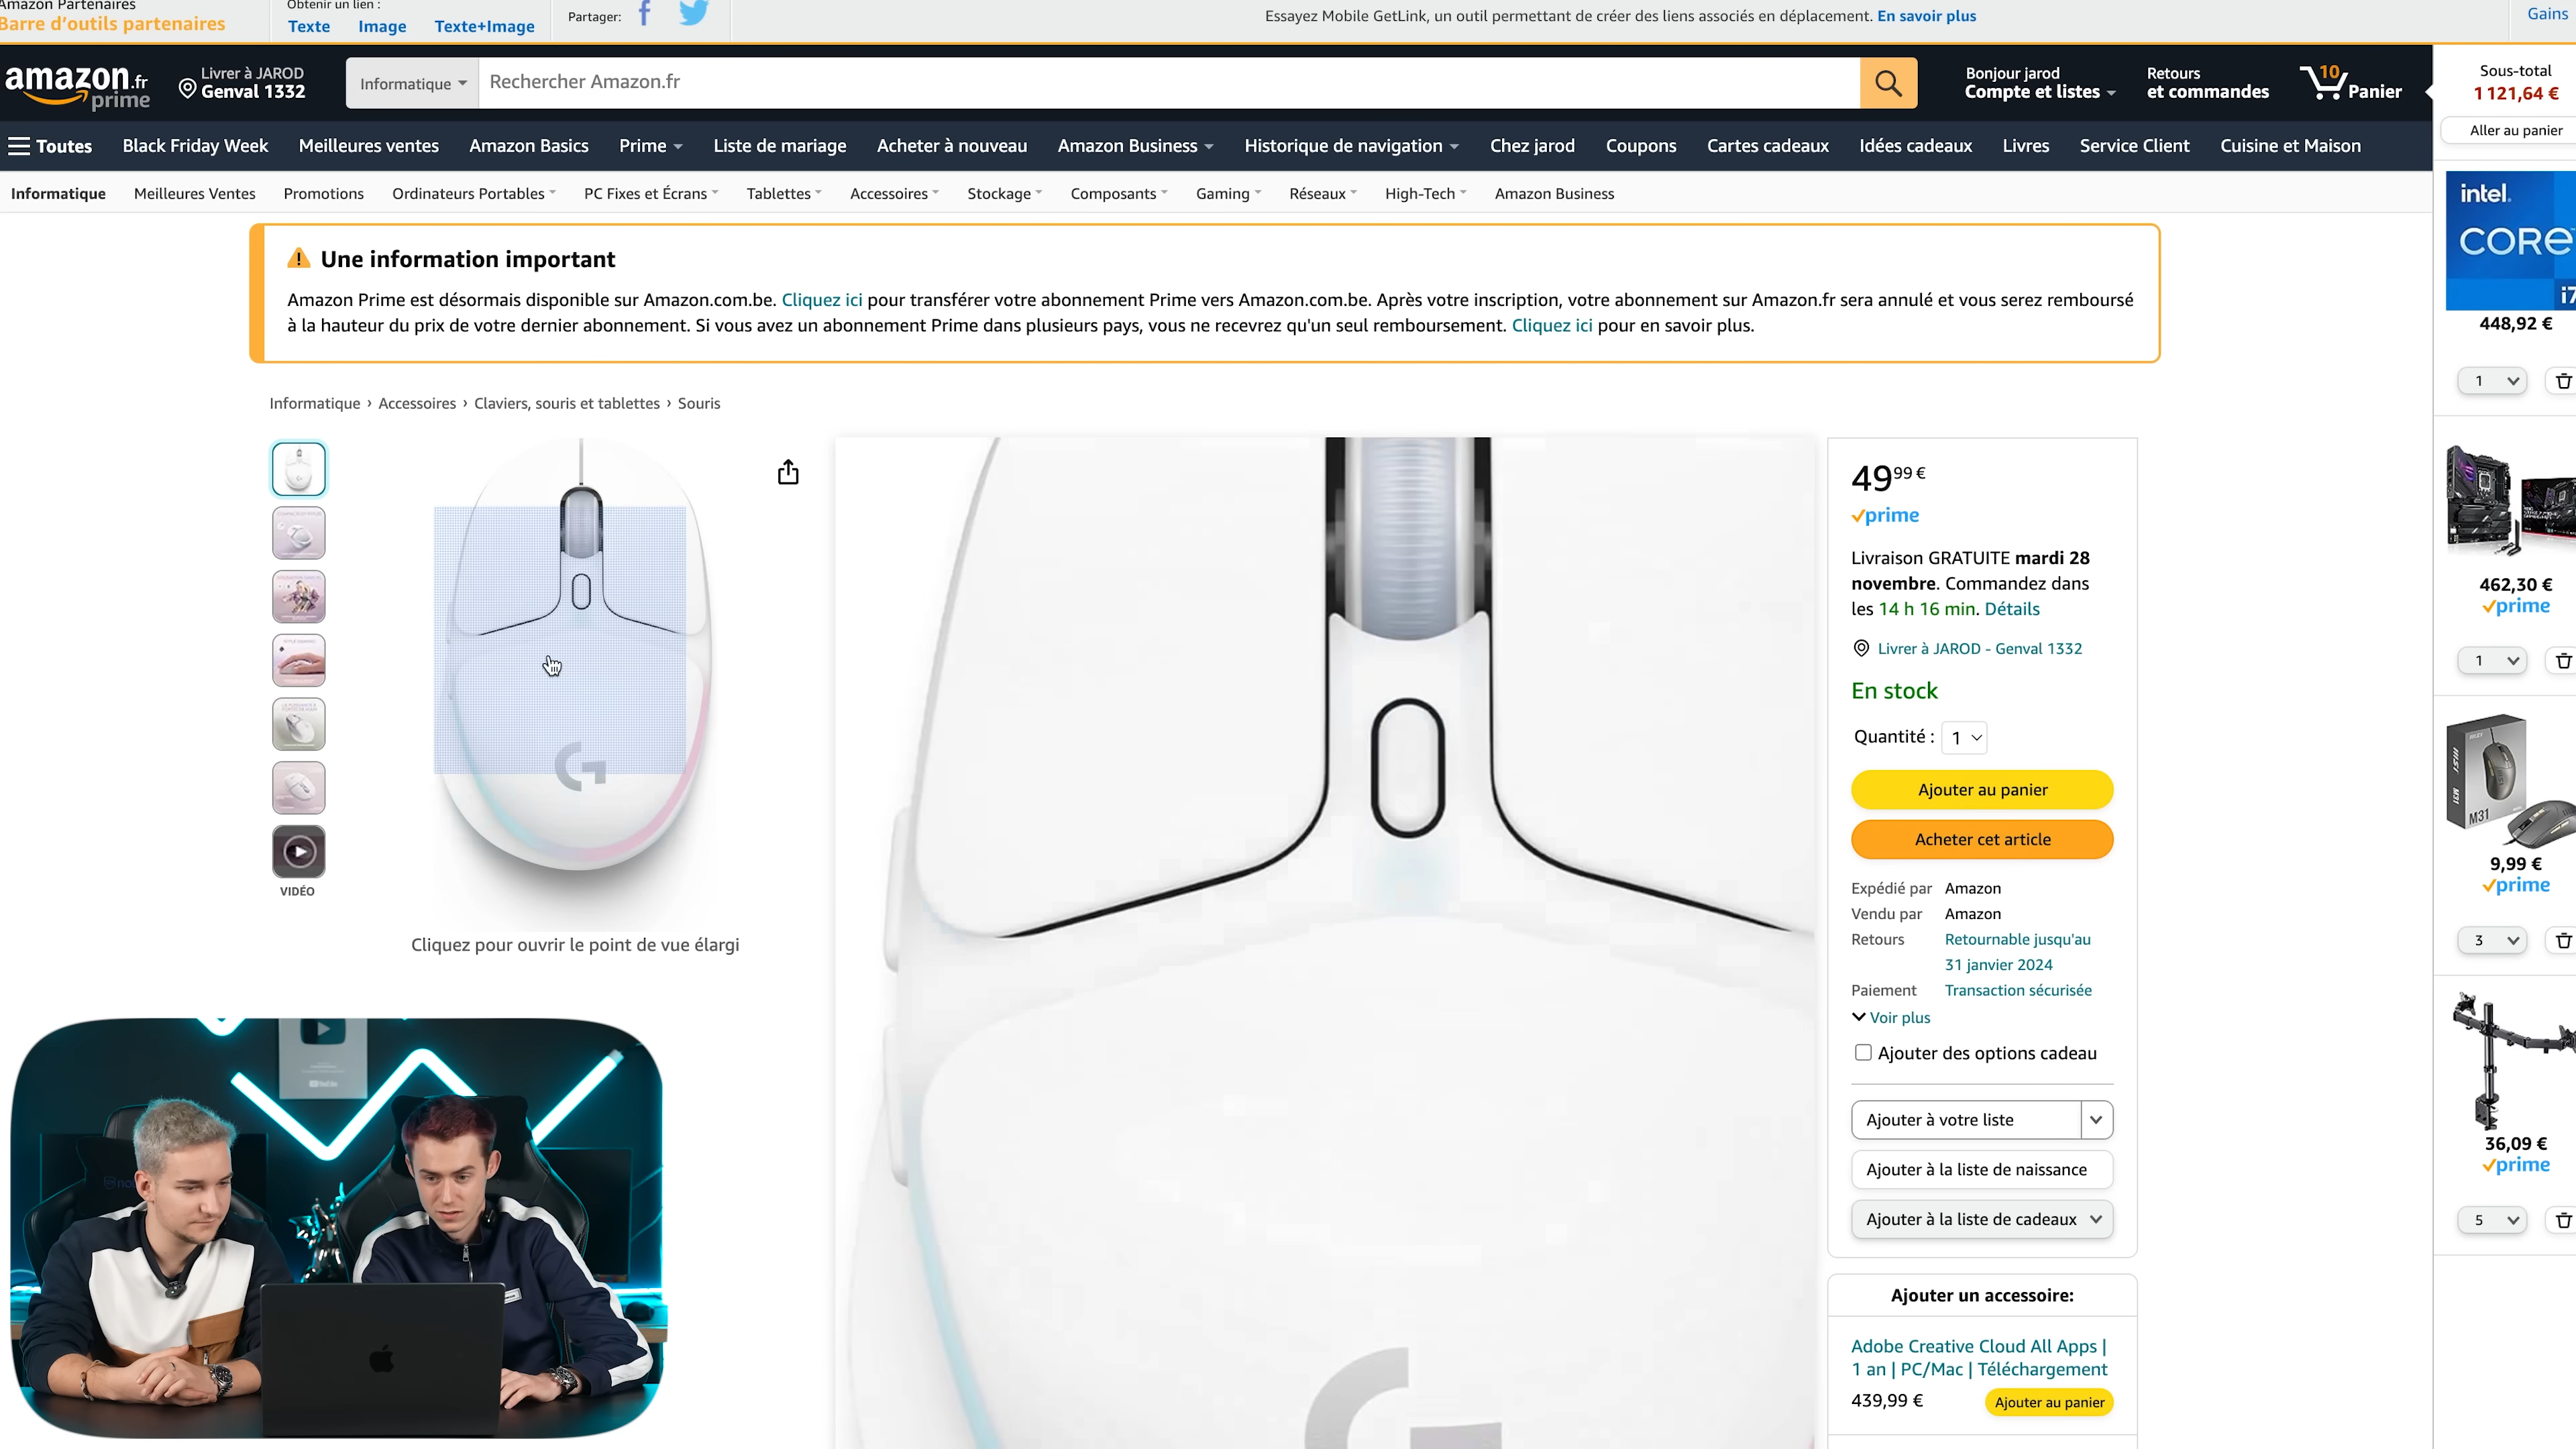 Amazon Partenaires
Barre d'outils partenaires
Obtenir un lien :
Texte Image Texte+Image
Partager:
Essayez Mobile GetLink, un outil permettant de créer des liens associés en déplacement. En savoir plus
Gains
amazon.fr
prime
Livrer à JAROD
Genval 1332
Informatique
Rechercher Amazon.fr
Bonjour jarod
Compte et listes
Retours
et commandes
10
Panier
Sous-total
1 121,64 €
Aller au panier
Toutes Black Friday Week Meilleures ventes Amazon Basics Prime Liste de mariage Acheter à nouveau Amazon Business Historique de navigation Chez jarod Coupons Cartes cadeaux Idées cadeaux Livres Service Client Cuisine et Maison
Informatique Meilleures Ventes Promotions Ordinateurs Portables PC Fixes et Écrans Tablettes Accessoires Stockage Composants Gaming Réseaux High-Tech Amazon Business
Une information important
Amazon Prime est désormais disponible sur Amazon.com.be. Cliquez ici pour transférer votre abonnement Prime vers Amazon.com.be. Après votre inscription, votre abonnement sur Amazon.fr sera annulé et vous serez remboursé
à la hauteur du prix de votre dernier abonnement. Si vous avez un abonnement Prime dans plusieurs pays, vous ne recevrez qu'un seul remboursement. Cliquez ici pour en savoir plus.
Informatique › Accessoires › Claviers, souris et tablettes › Souris
VIDÉO
Cliquez pour ouvrir le point de vue élargi
49,99 €
prime
Livraison GRATUITE mardi 28
novembre. Commandez dans
les 14 h 16 min. Détails
Livrer à JAROD - Genval 1332
En stock
Quantité : 1
Ajouter au panier
Acheter cet article
Expédié par Amazon
Vendu par Amazon
Retours Retournable jusqu'au
31 janvier 2024
Paiement Transaction sécurisée
Voir plus
Ajouter des options cadeau
Ajouter à votre liste
Ajouter à la liste de naissance
Ajouter à la liste de cadeaux
Ajouter un accessoire:
Adobe Creative Cloud All Apps |
1 an | PC/Mac | Téléchargement
439,99 €
Ajouter au panier
intel.
CORE
i7
448,92 €
1
462,30 €
prime
1
msi
M31
M31
9,99 €
prime
3
36,09 €
prime
5